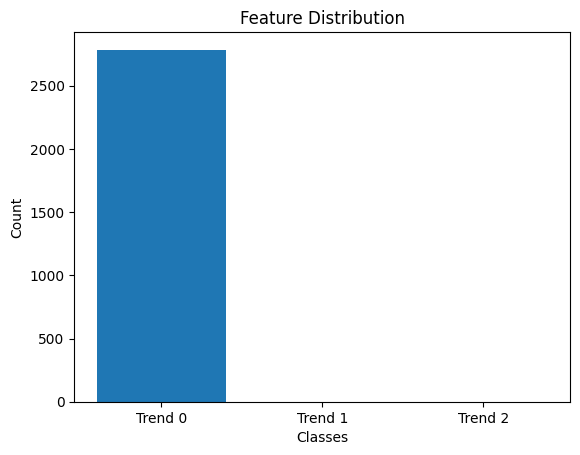 Feature Distribution
Count
2500
2000
1500
1000
500
0
Trend 0
Trend 1
Trend 2
Classes